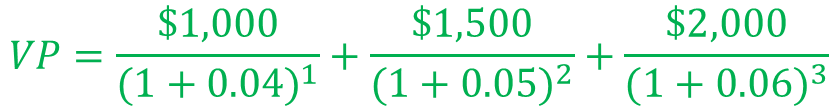 VP = $1,000/(1 + 0.04)^1 + $1,500/(1 + 0.05)^2 + $2,000/(1 + 0.06)^3